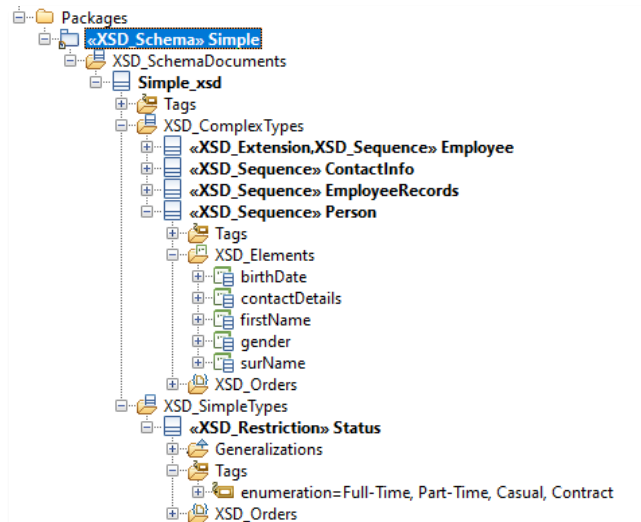 Packages
«XSD_Schema» Simple
XSD_SchemaDocuments
Simple_xsd
Tags
XSD_ComplexTypes
«XSD_Extension,XSD_Sequence» Employee
«XSD_Sequence» ContactInfo
«XSD_Sequence» EmployeeRecords
«XSD_Sequence» Person
Tags
XSD_Elements
birthDate
contactDetails
firstName
gender
surName
XSD_Orders
XSD_SimpleTypes
«XSD_Restriction» Status
Generalizations
Tags
enumeration=Full-Time, Part-Time, Casual, Contract
XSD_Orders